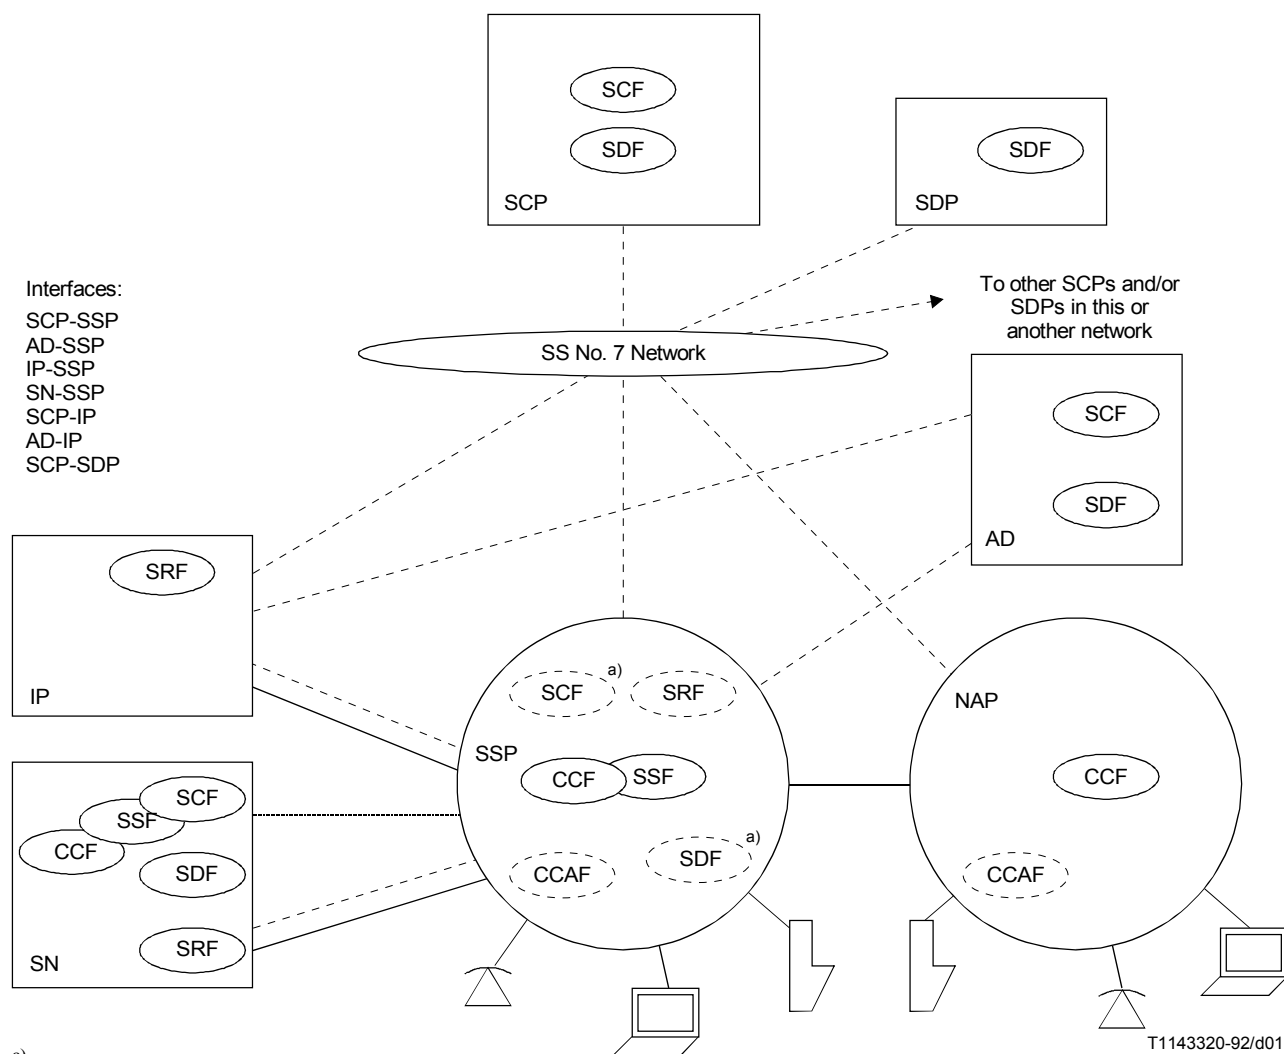 SCF
SDF
SCP
SDF
SDP
Interfaces:
SCP-SSP
AD-SSP
IP-SSP
SN-SSP
SCP-IP
AD-IP
SCP-SDP
To other SCPs and/or
SDPs in this or
another network
SS No. 7 Network
SCF
SDF
AD
SRF
IP
SCF a)
SRF
SSP
CCF
SSF
SDF a)
CCAF
NAP
CCF
CCAF
SCF
SSF
CCF
SDF
SRF
SN
T1143320-92/d01
a)